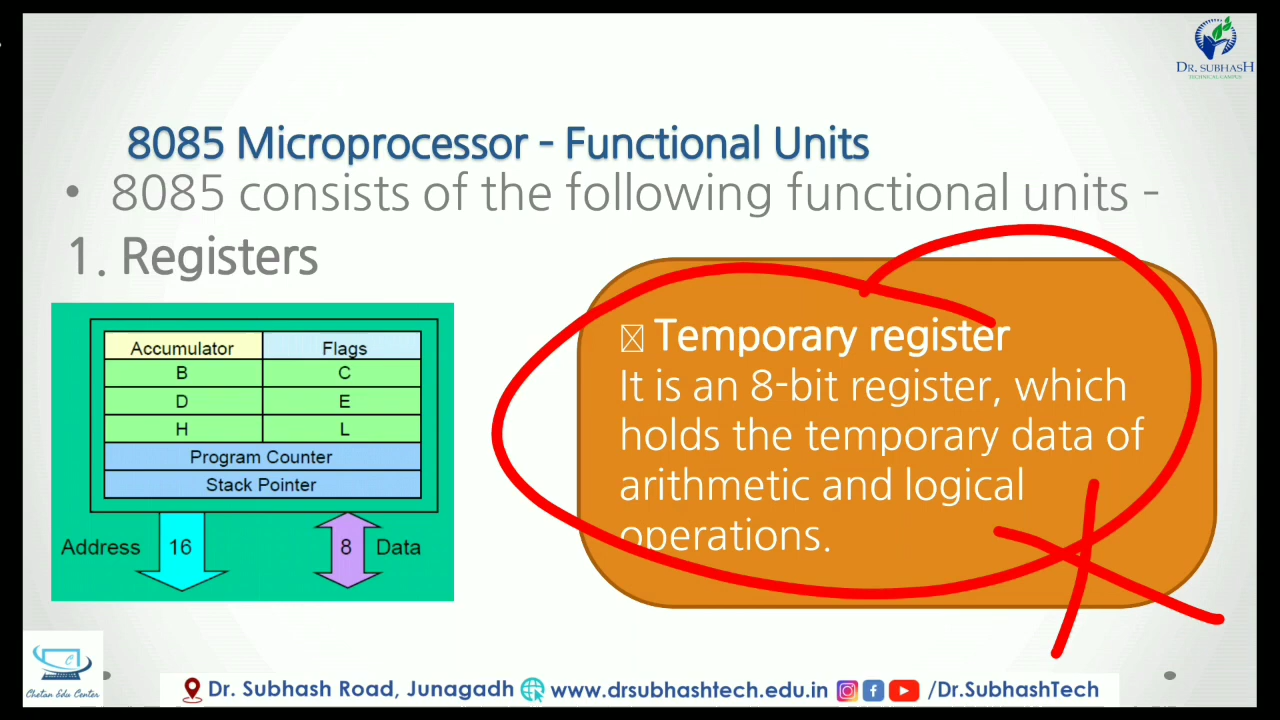 DR. SUBHASH
TECHNICAL CAMPUS
8085 Microprocessor - Functional Units
• 8085 consists of the following functional units -
1. Registers
Accumulator Flags
B C
D E
H L
Program Counter
Stack Pointer
Address 16 8 Data
Temporary register
It is an 8-bit register, which
holds the temporary data of
arithmetic and logical
operations.
Chetan Edu Center
Dr. Subhash Road, Junagadh www.drsubhashtech.edu.in /Dr.SubhashTech